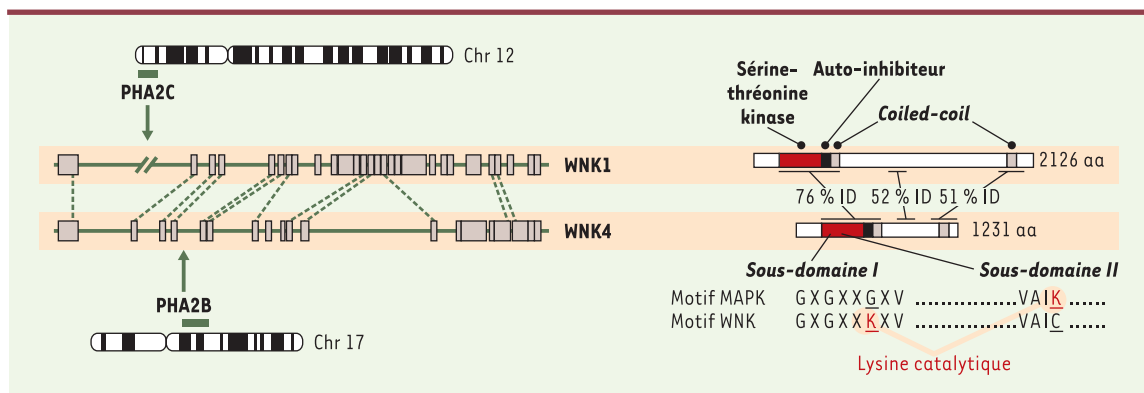 Chr 12
PHA2C
Sérine-
thréonine
kinase
Auto-inhibiteur
Coiled-coil
WNK1
2126 aa
76 % ID
52 % ID
51 % ID
WNK4
1231 aa
PHA2B
Chr 17
Sous-domaine I
Sous-domaine II
Motif MAPK GXGXXGXV ................VAIK......
Motif WNK GXGXXKXV ................VAIC......
Lysine catalytique